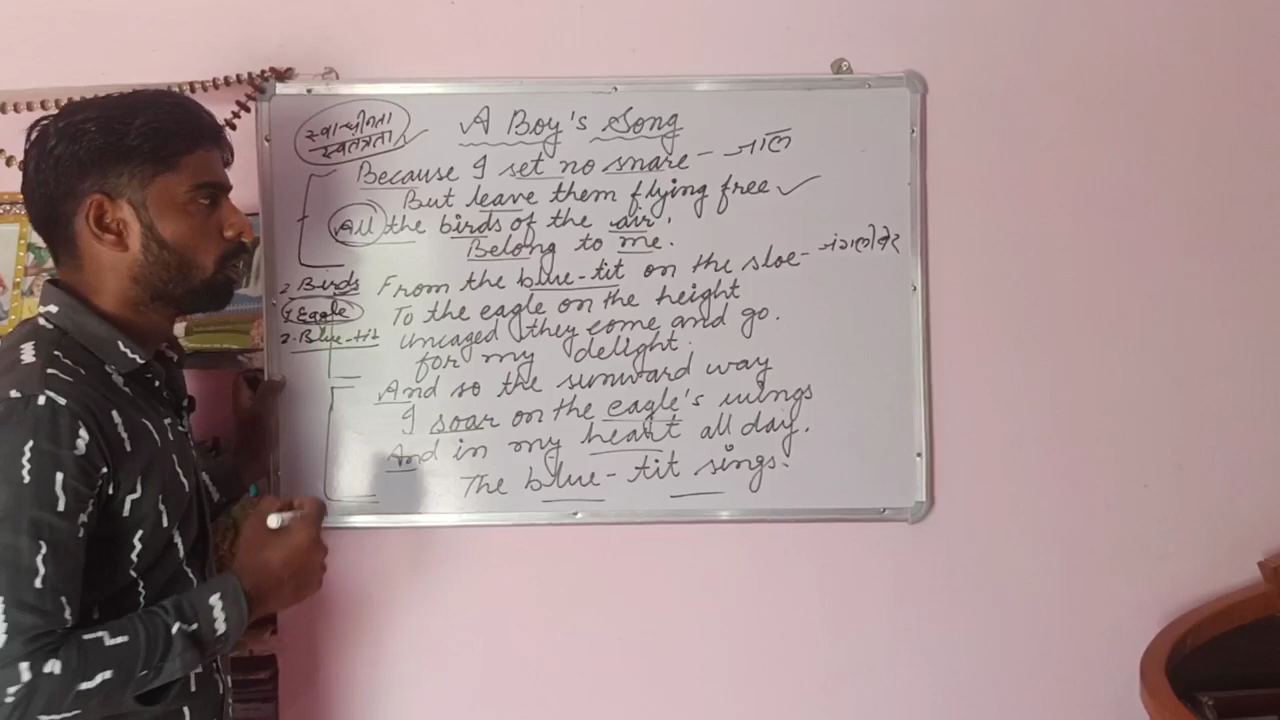 स्वाधीनता
स्वतंत्रता
A Boy's Song
Because I set no snare - जाल
But leave them flying free
All the birds of the air.
Belong to me.
2 Birds
1 Eagle
2. Blue-tit
From the blue-tit on the sloe - जंगली बेर
To the eagle on the height
uncaged they come and go.
for my delight.
And so the sunward way
I soar on the eagle's wings
And in my heart all day.
The blue-tit sings.